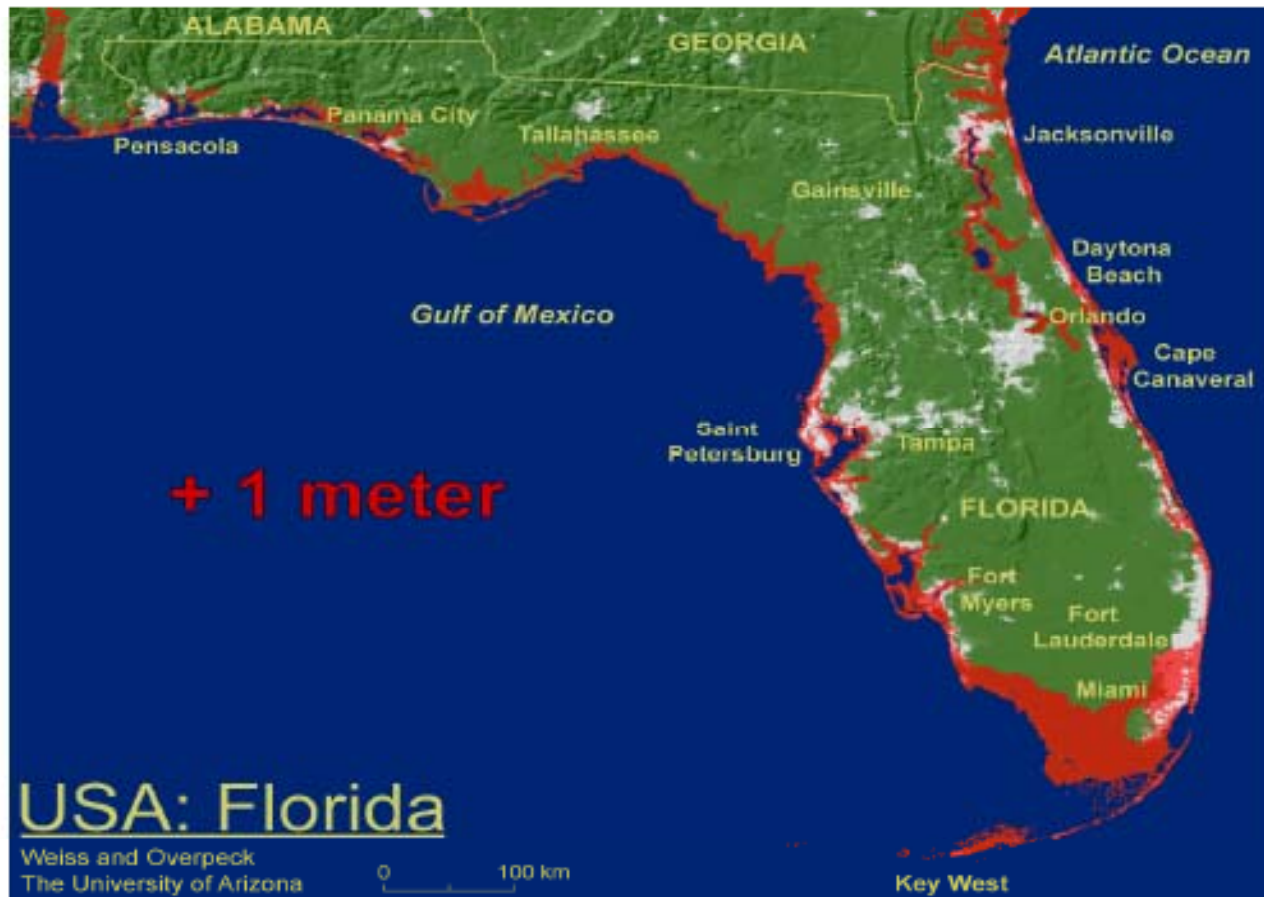 ALABAMA
GEORGIA
Atlantic Ocean
Panama City
Pensacola
Tallahassee
Jacksonville
Gainsville
Daytona
Beach
Gulf of Mexico
Orlando
Cape
Canaveral
Saint
Petersburg
Tampa
+ 1 meter
FLORIDA
Fort
Myers
Fort
Lauderdale
Miami
USA: Florida
Weiss and Overpeck
The University of Arizona
0 100 km
Key West